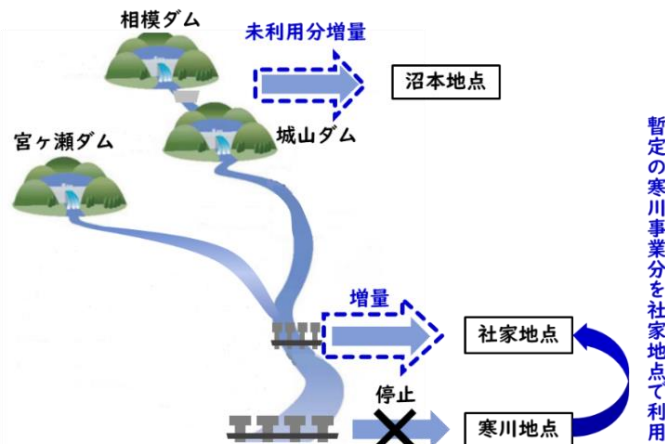 相模ダム
未利用分増量
沼本地点
城山ダム
宮ヶ瀬ダム
増量
社家地点
停止
寒川地点
暫定の寒川事業分を社家地点で利用